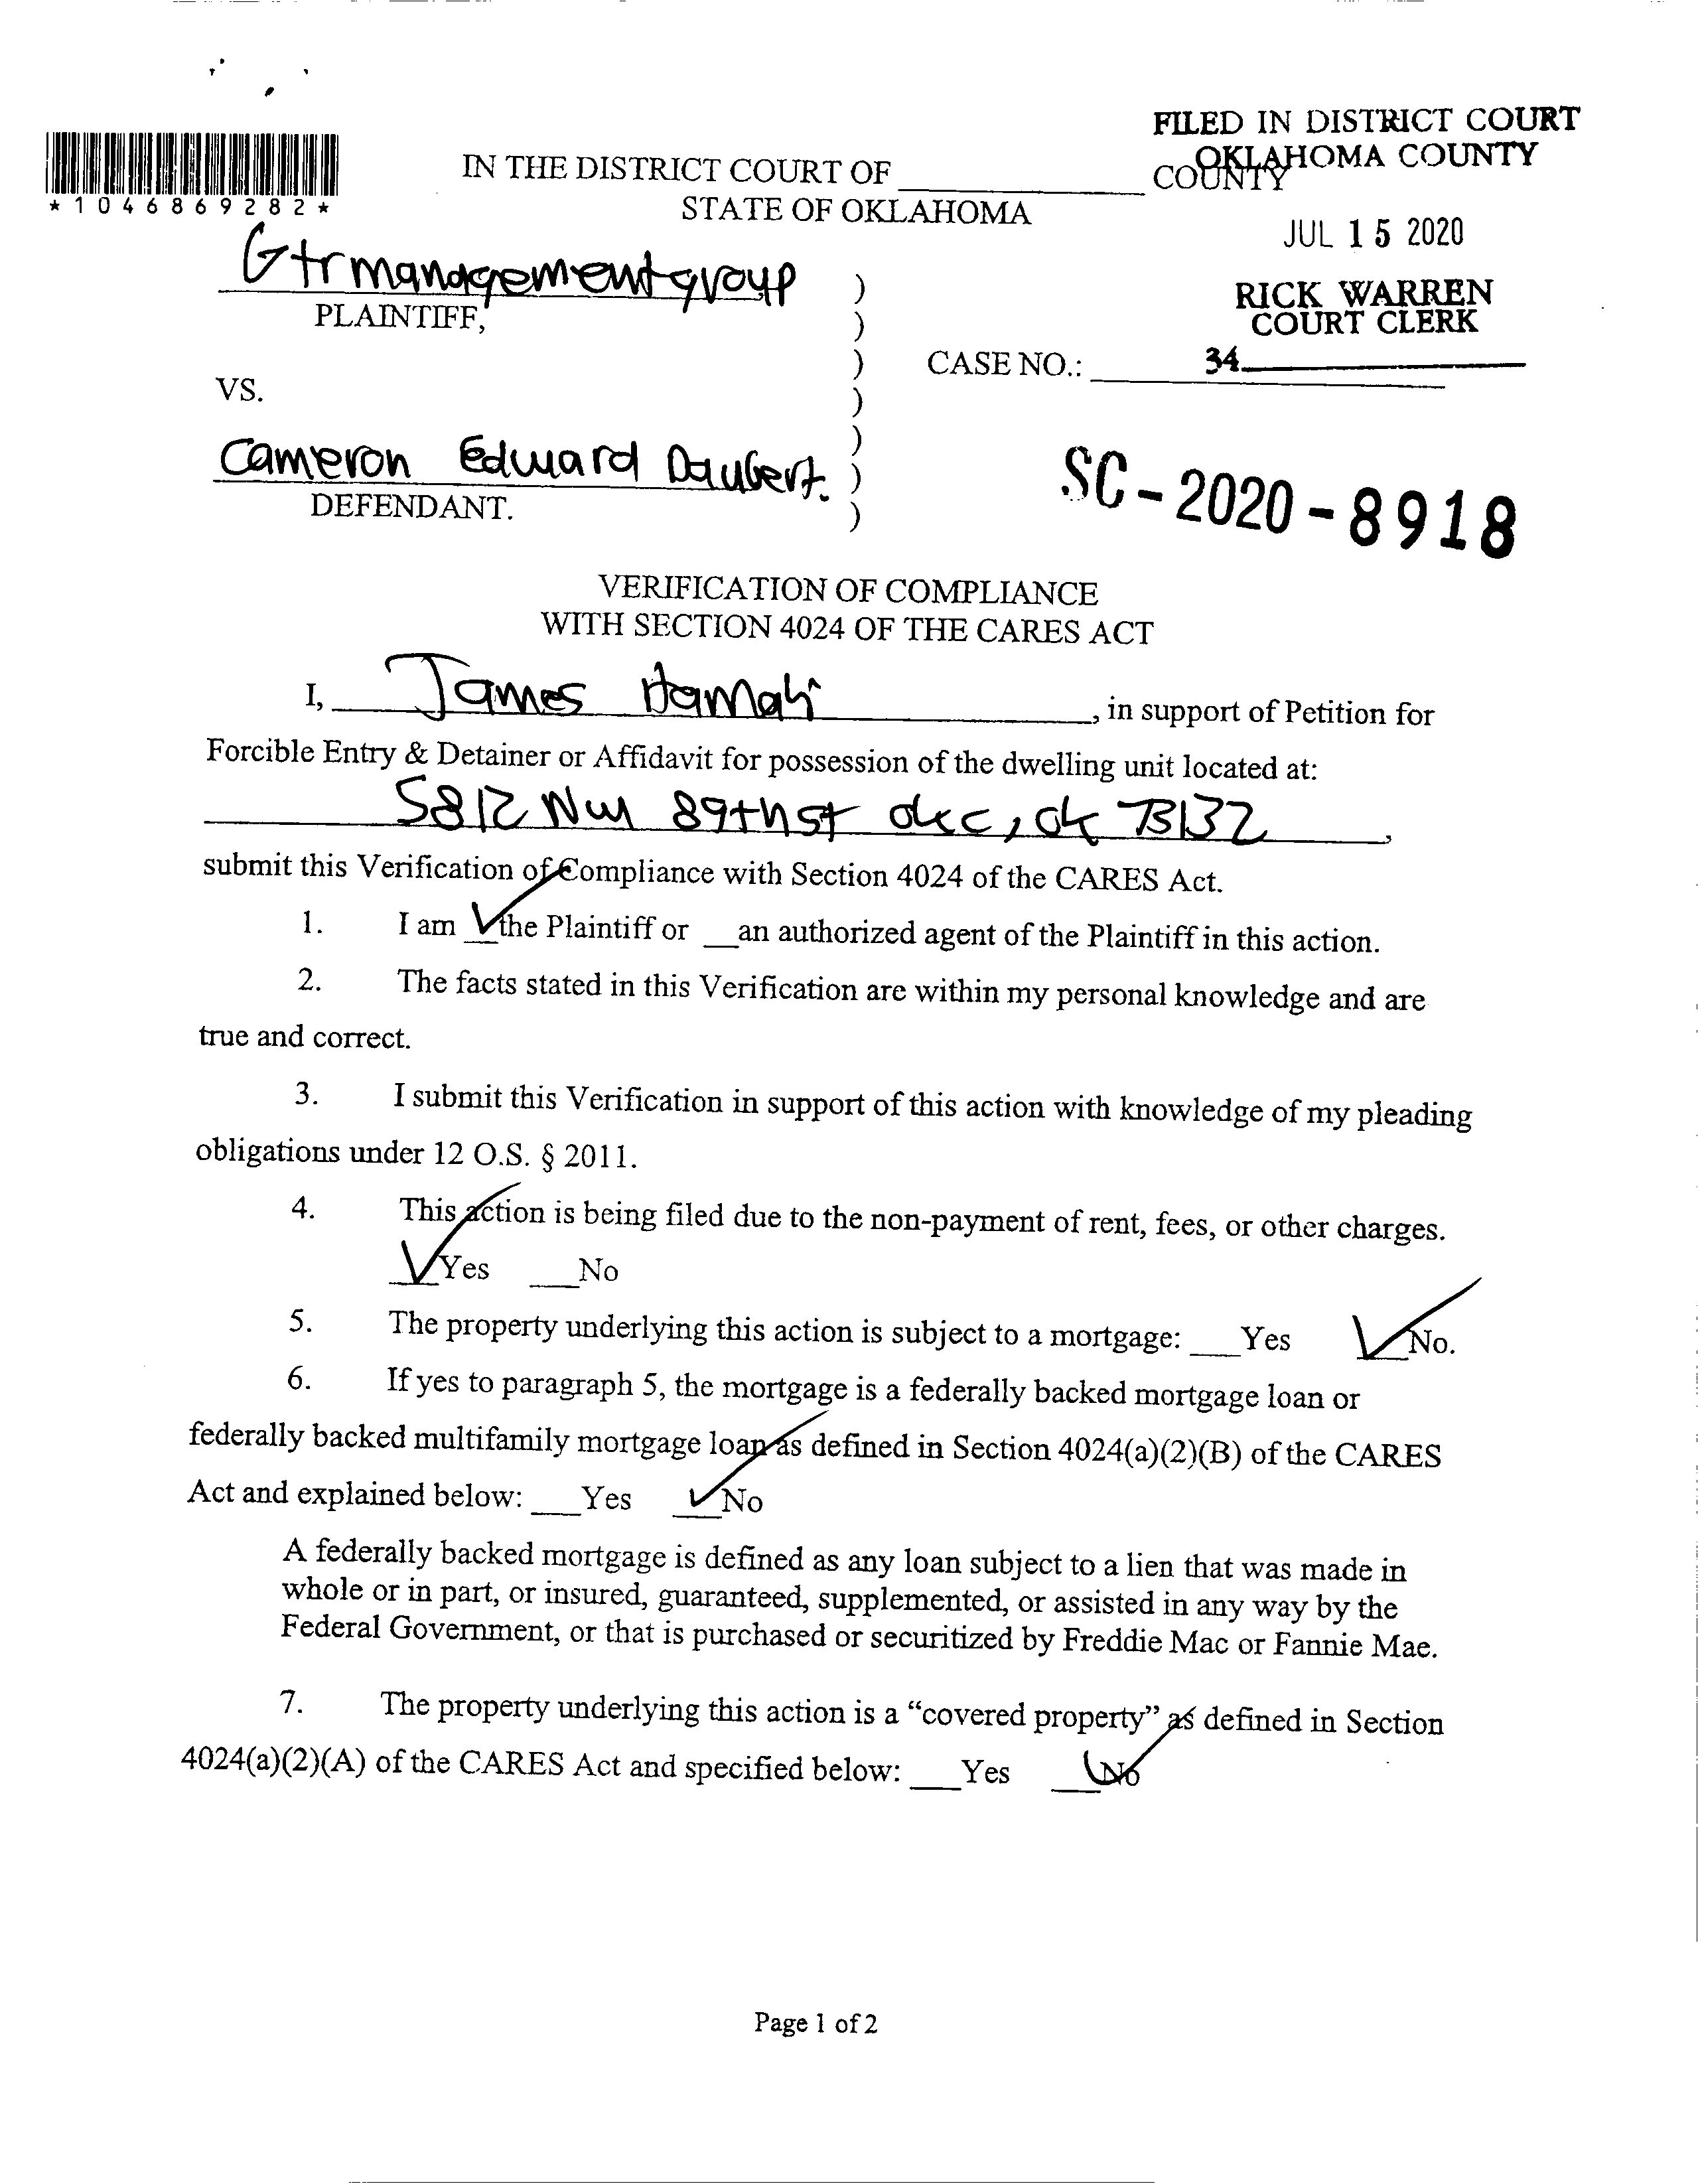 FILED IN DISTRICT COURT
OKLAHOMA COUNTY
*1046869282*
IN THE DISTRICT COURT OF ____________ COUNTY
STATE OF OKLAHOMA
JUL 15 2020
Gtrmanagementgroup )
RICK WARREN
COURT CLERK
PLAINTIFF, )
) CASE NO.: ____________
34
VS. )
)
Cameron Edward Daubert. )
DEFENDANT. )
SC-2020-8918
VERIFICATION OF COMPLIANCE
WITH SECTION 4024 OF THE CARES ACT
I, James, in support of Petition for
Forcible Entry & Detainer or Affidavit for possession of the dwelling unit located at:
5812 NW 89th st okc, ok 73132,
submit this Verification of Compliance with Section 4024 of the CARES Act.
1. I am ✓the Plaintiff or __an authorized agent of the Plaintiff in this action.
2. The facts stated in this Verification are within my personal knowledge and are
true and correct.
3. I submit this Verification in support of this action with knowledge of my pleading
obligations under 12 O.S. § 2011.
4. This action is being filed due to the non-payment of rent, fees, or other charges.
✓Yes ___No
5. The property underlying this action is subject to a mortgage: ___Yes ✓No.
6. If yes to paragraph 5, the mortgage is a federally backed mortgage loan or
federally backed multifamily mortgage loan as defined in Section 4024(a)(2)(B) of the CARES
Act and explained below: ___Yes ✓No
A federally backed mortgage is defined as any loan subject to a lien that was made in
whole or in part, or insured, guaranteed, supplemented, or assisted in any way by the
Federal Government, or that is purchased or securitized by Freddie Mac or Fannie Mae.
7. The property underlying this action is a “covered property” as defined in Section
4024(a)(2)(A) of the CARES Act and specified below: ___Yes ✓No
Page 1 of 2